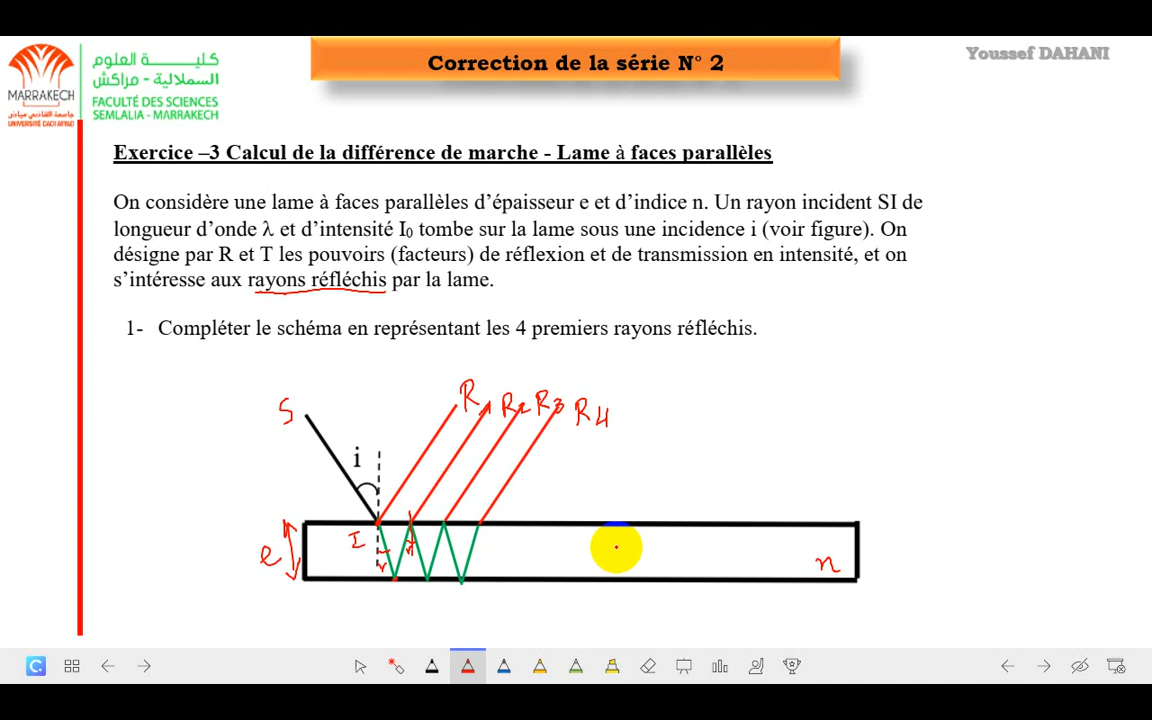 Correction de la série N° 2
Youssef DAHANI
MARRAKECH
كليـــة العلوم
السملالية - مراكش
FACULTÉ DES SCIENCES
SEMLALIA - MARRAKECH
Exercice –3 Calcul de la différence de marche - Lame à faces parallèles
On considère une lame à faces parallèles d’épaisseur e et d’indice n. Un rayon incident SI de
longueur d’onde λ et d’intensité I₀ tombe sur la lame sous une incidence i (voir figure). On
désigne par R et T les pouvoirs (facteurs) de réflexion et de transmission en intensité, et on
s’intéresse aux rayons réfléchis par la lame.
1- Compléter le schéma en représentant les 4 premiers rayons réfléchis.
S
R1 R2 R3 R4
i
I
e
r
n